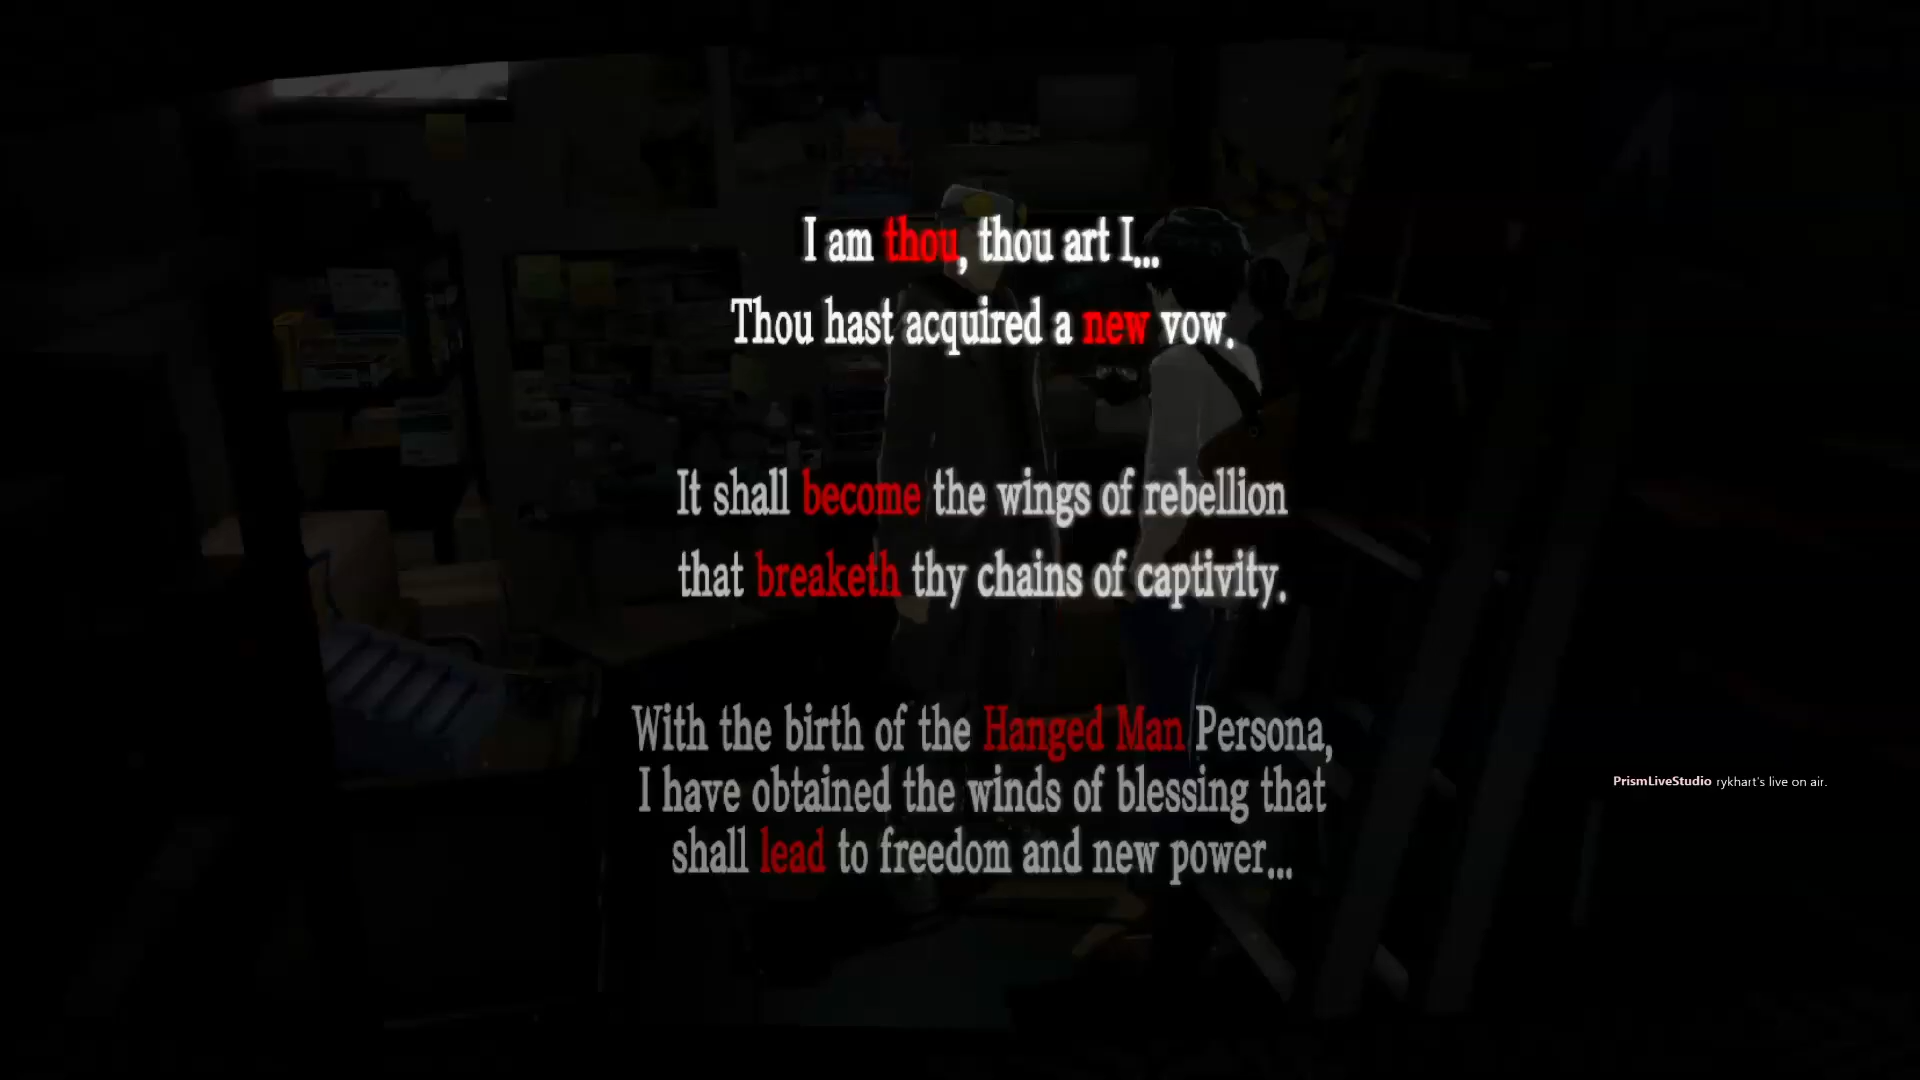 I am thou, thou art I...
Thou hast acquired a new vow.
It shall become the wings of rebellion
that breaketh thy chains of captivity.
With the birth of the Hanged Man Persona,
I have obtained the winds of blessing that
shall lead to freedom and new power...
PrismLiveStudio rykhart's live on air.